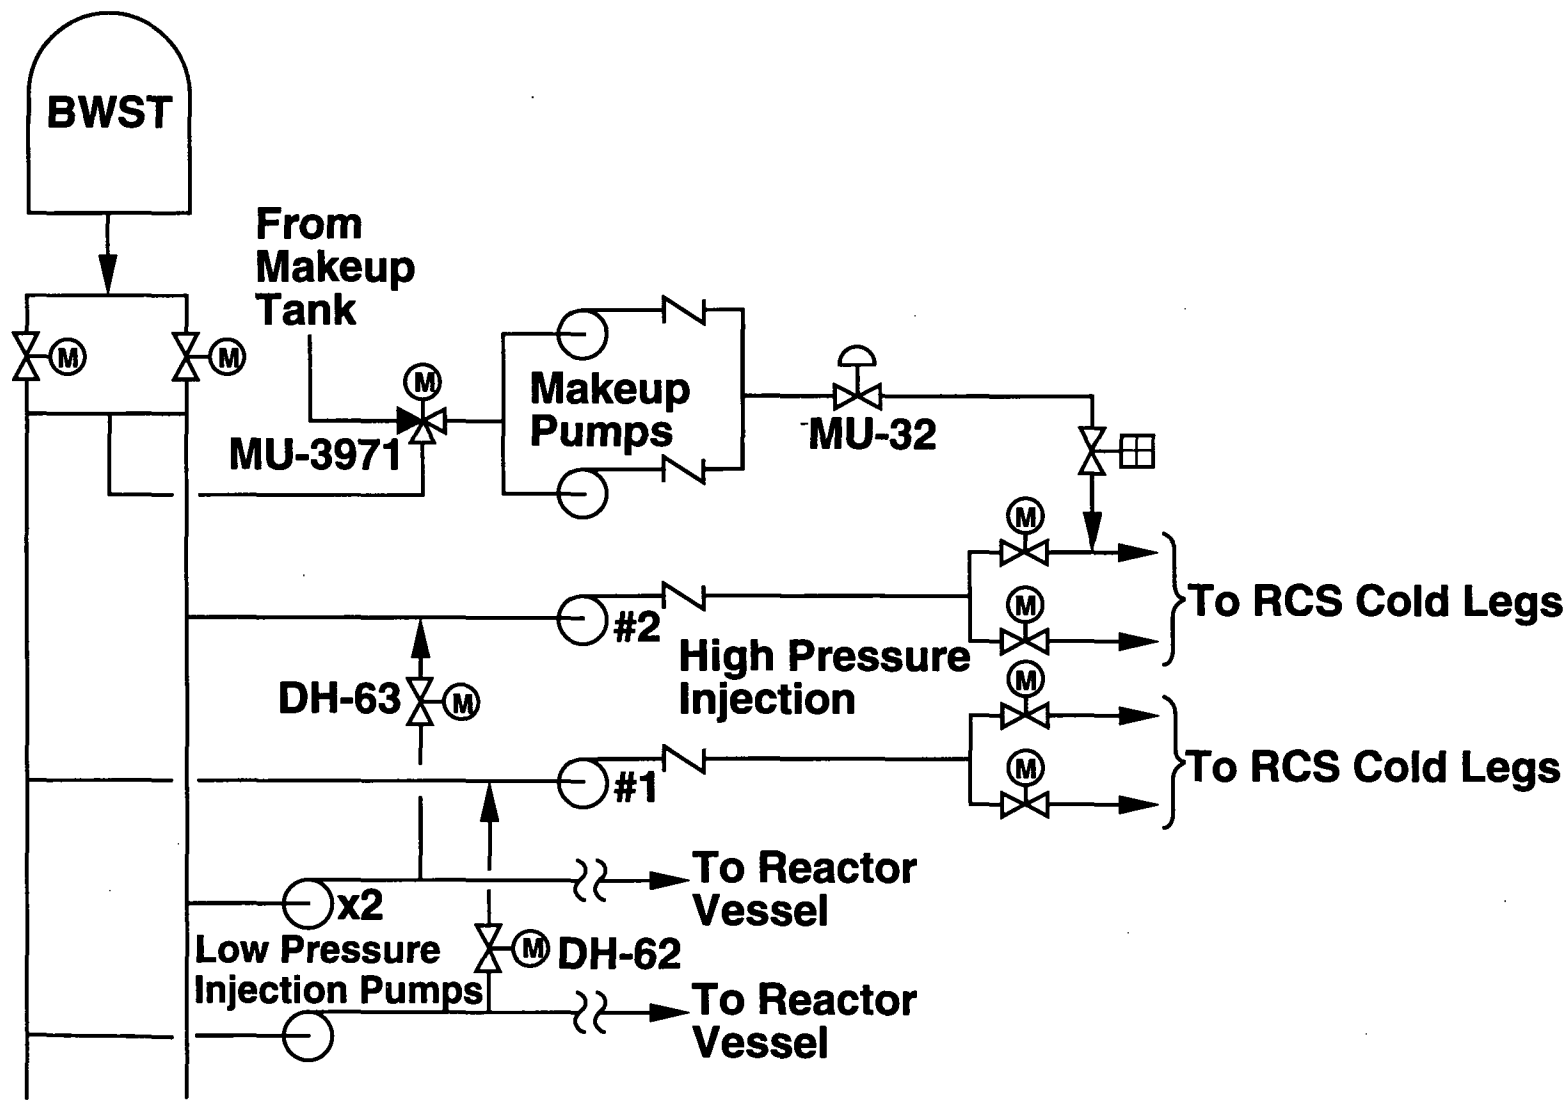 BWST
From
Makeup
Tank
M
M
M
MU-3971
Makeup
Pumps
MU-32
M
#2
M
To RCS Cold Legs
High Pressure
Injection
DH-63
M
M
#1
M
To RCS Cold Legs
x2
To Reactor
Vessel
Low Pressure
Injection Pumps
M
DH-62
To Reactor
Vessel